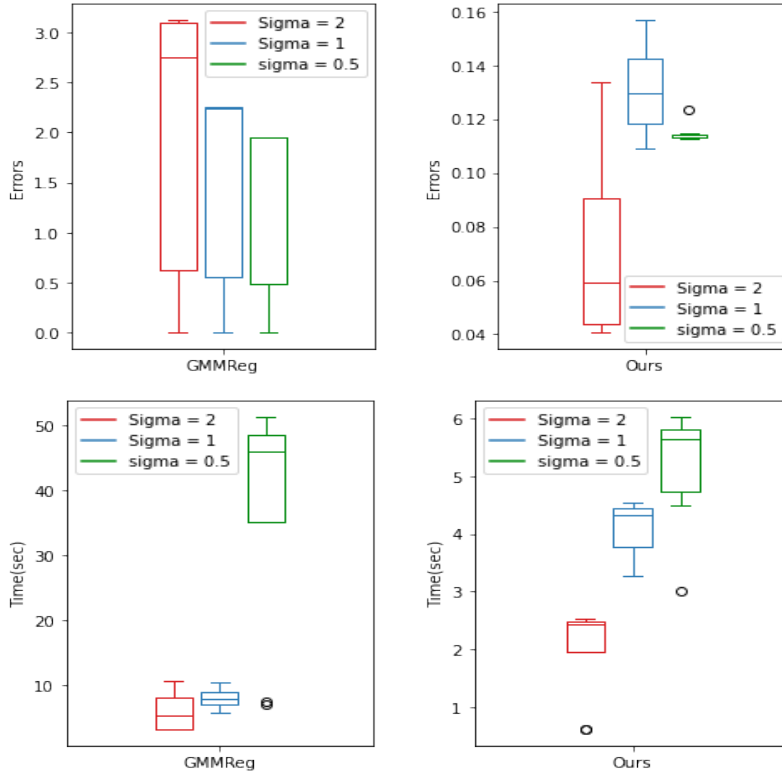 3.0
2.5
2.0
1.5
1.0
0.5
0.0
Errors
Sigma = 2
Sigma = 1
sigma = 0.5
GMMReg
0.16
0.14
0.12
0.10
0.08
0.06
0.04
Errors
Sigma = 2
Sigma = 1
sigma = 0.5
Ours
50
40
30
20
10
Time(sec)
Sigma = 2
Sigma = 1
sigma = 0.5
GMMReg
6
5
4
3
2
1
Time(sec)
Sigma = 2
Sigma = 1
sigma = 0.5
Ours